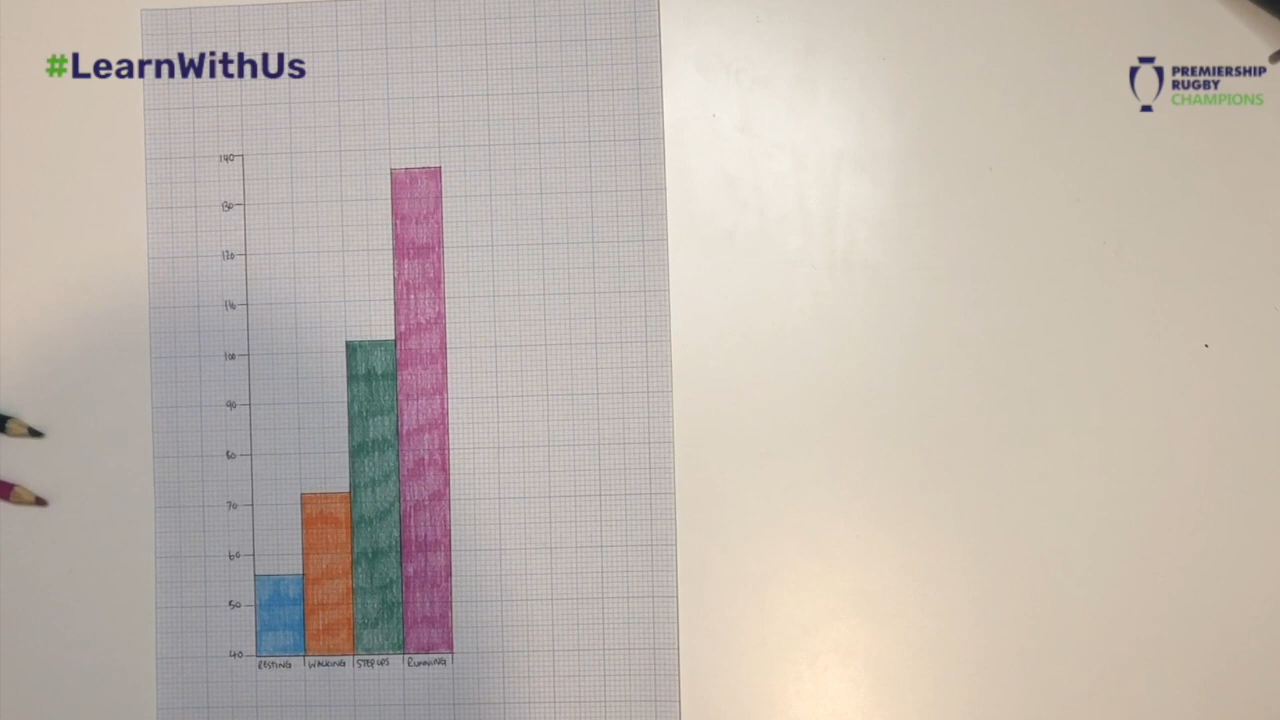 #LearnWithUs
PREMIERSHIP
RUGBY
CHAMPIONS
140
130
120
110
100
90
80
70
60
50
40
RESTING WALKING STEP UPS RUNNING